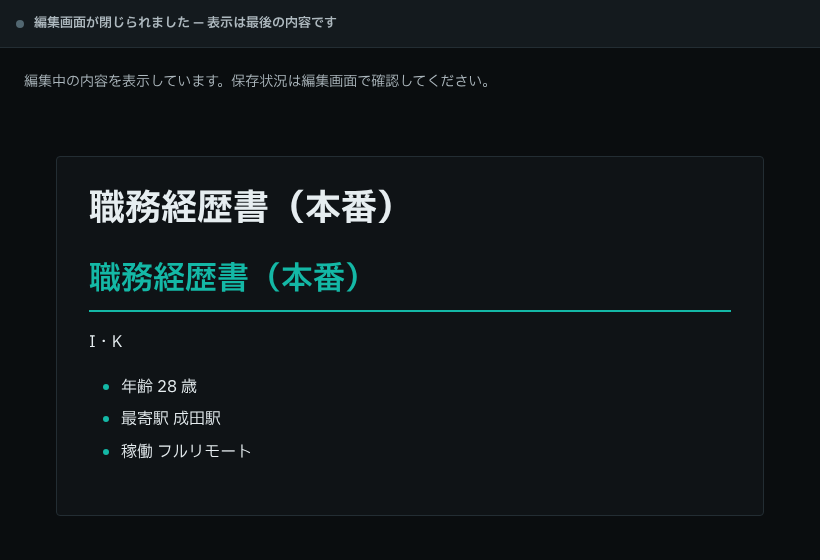 編集画面が閉じられました — 表示は最後の内容です
編集中の内容を表示しています。保存状況は編集画面で確認してください。
職務経歴書（本番）
職務経歴書（本番）
I・K
年齢 28 歳
最寄駅 成田駅
稼働 フルリモート